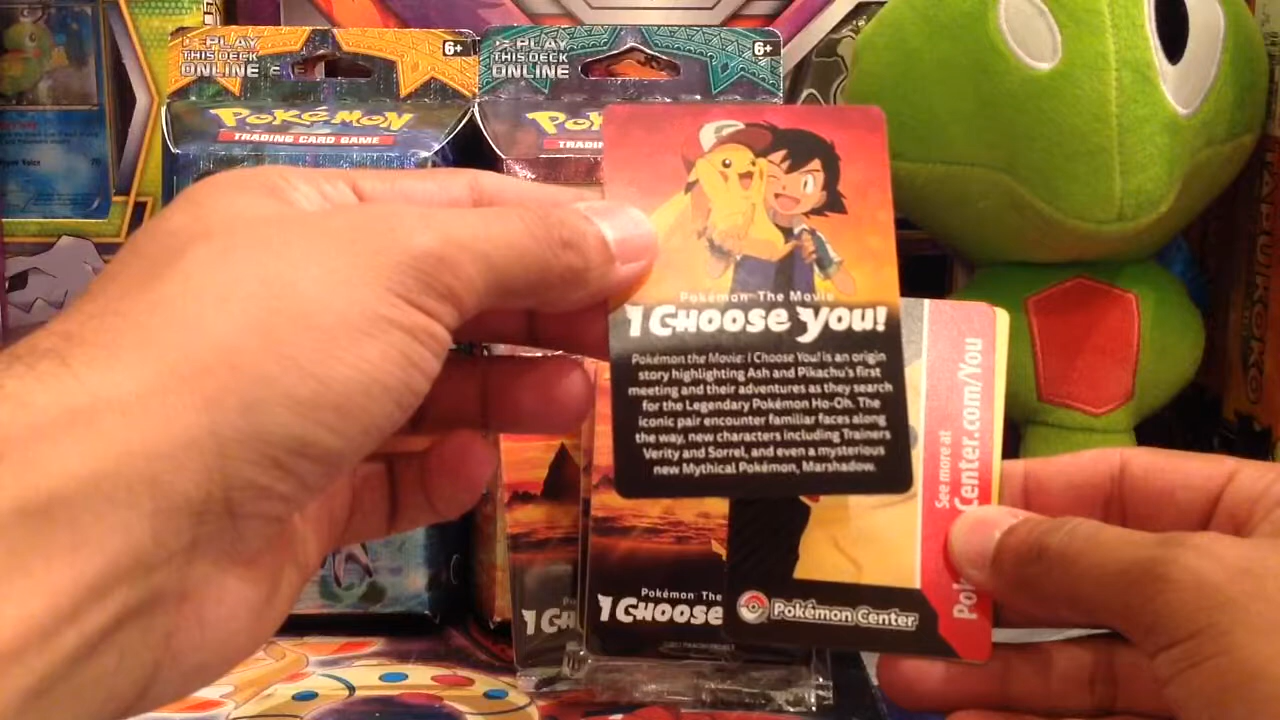 PLAY
THIS DECK
ONLINE
6+
POKéMON
TRADING CARD GAME
PLAY
THIS DECK
ONLINE
6+
Pokémon The Movie
I Choose You!
Pokémon the Movie: I Choose You! is an origin
story highlighting Ash and Pikachu's first
meeting and their adventures as they search
for the Legendary Pokémon Ho-Oh. The
iconic pair encounter familiar faces along
the way, new characters including Trainers
Verity and Sorrel, and even a mysterious
new Mythical Pokémon, Marshadow.
See more at
Center.com/You
Pokémon Center
Pokémon The
I Choose